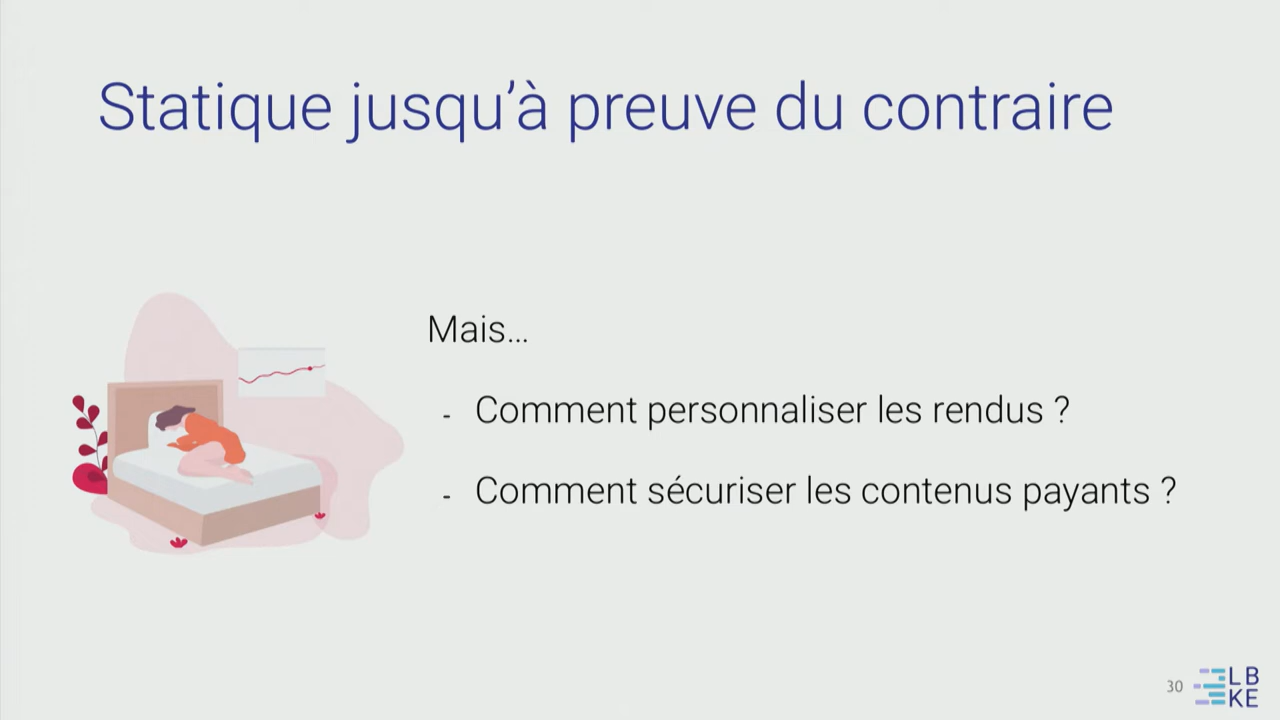 Statique jusqu’à preuve du contraire
Mais...
- Comment personnaliser les rendus ?
- Comment sécuriser les contenus payants ?
30
LB
KE